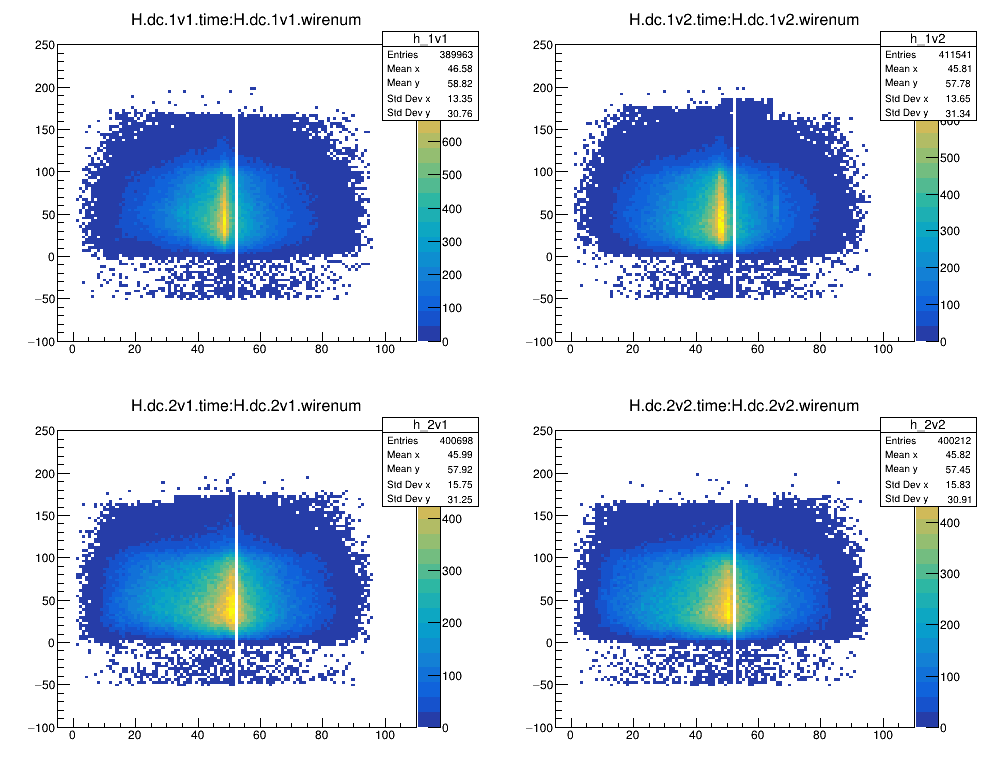 H.dc.1v1.time:H.dc.1v1.wirenum
h_1v1
Entries 389963
Mean x 46.58
Mean y 58.82
Std Dev x 13.35
Std Dev y 30.76
250
200
150
100
50
0
−50
−100
0 20 40 60 80 100
600
500
400
300
200
100
0
H.dc.1v2.time:H.dc.1v2.wirenum
h_1v2
Entries 411541
Mean x 45.81
Mean y 57.78
Std Dev x 13.65
Std Dev y 31.34
250
200
150
100
50
0
−50
−100
0 20 40 60 80 100
600
500
400
300
200
100
0
H.dc.2v1.time:H.dc.2v1.wirenum
h_2v1
Entries 400698
Mean x 45.99
Mean y 57.92
Std Dev x 15.75
Std Dev y 31.25
250
200
150
100
50
0
−50
−100
0 20 40 60 80 100
400
300
200
100
0
H.dc.2v2.time:H.dc.2v2.wirenum
h_2v2
Entries 400212
Mean x 45.82
Mean y 57.45
Std Dev x 15.83
Std Dev y 30.91
250
200
150
100
50
0
−50
−100
0 20 40 60 80 100
400
300
200
100
0